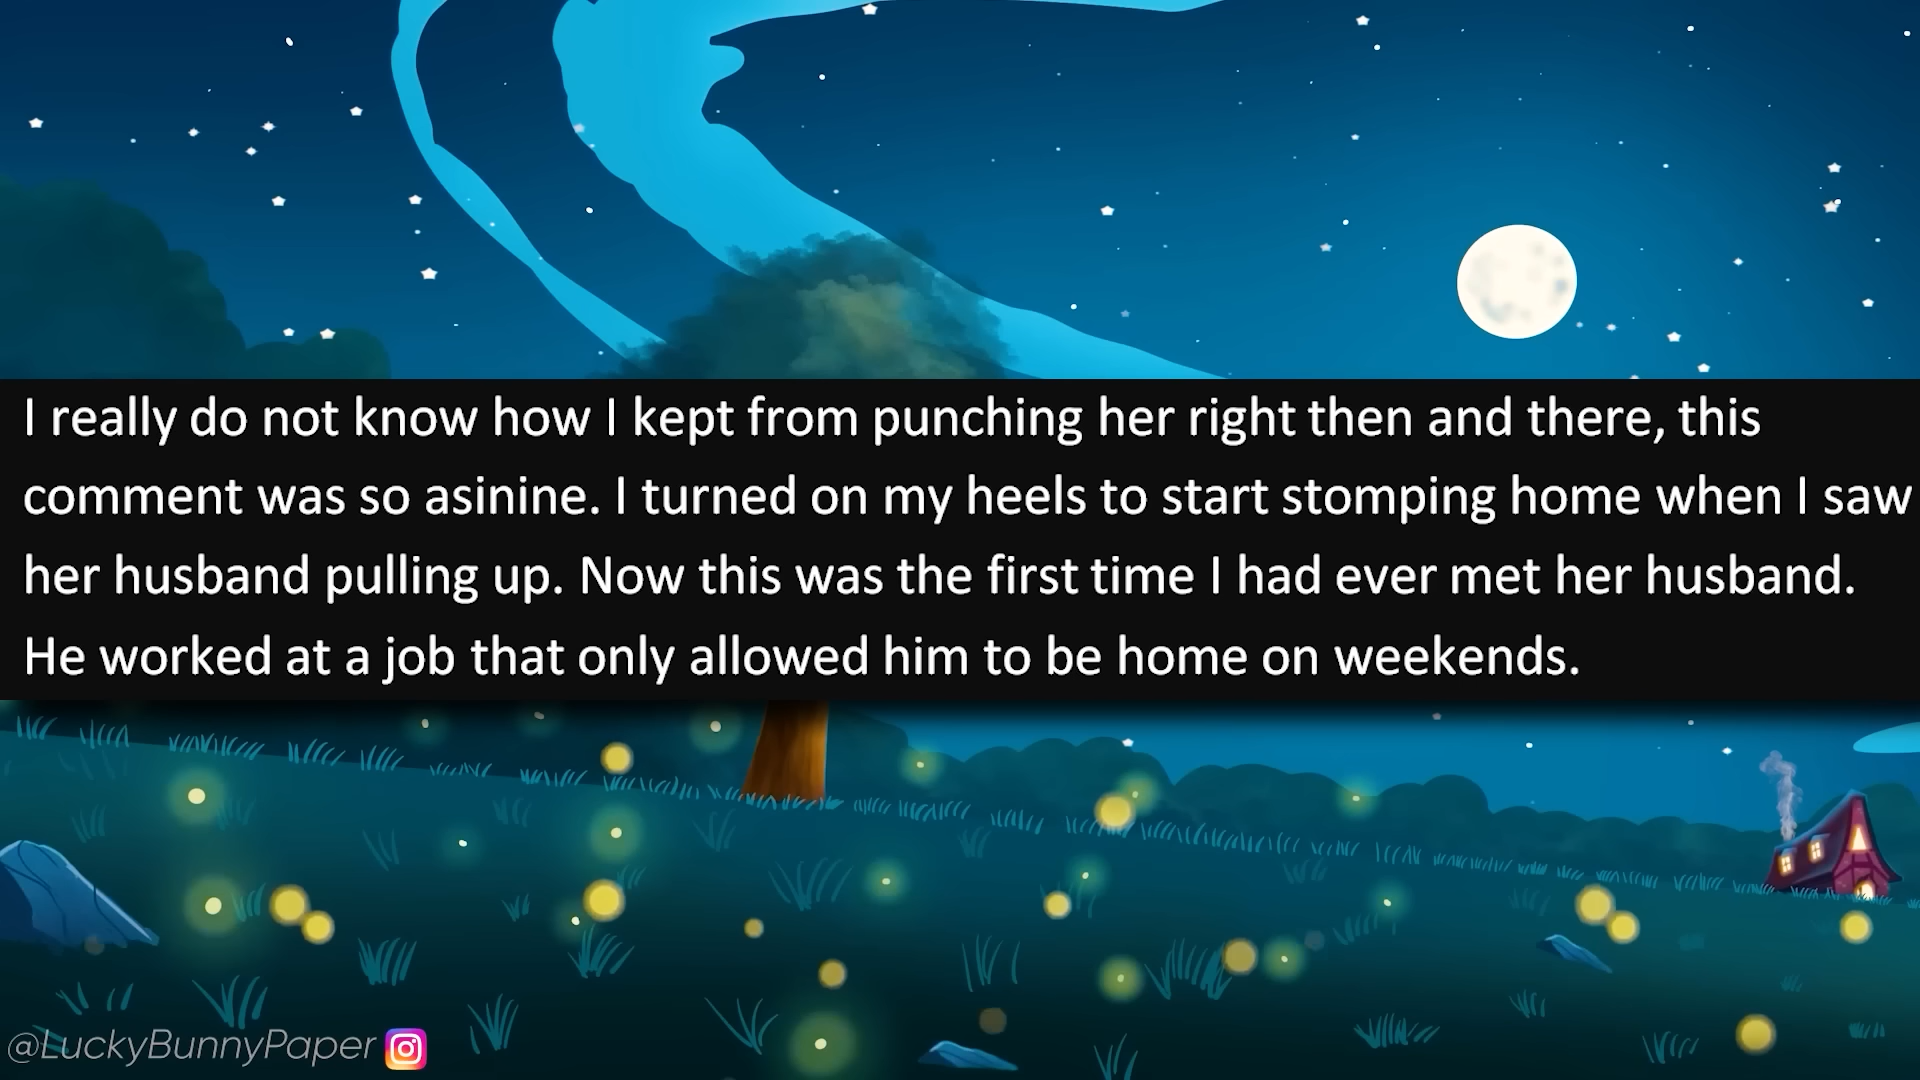 I really do not know how I kept from punching her right then and there, this
comment was so asinine. I turned on my heels to start stomping home when I saw
her husband pulling up. Now this was the first time I had ever met her husband.
He worked at a job that only allowed him to be home on weekends.
@LuckyBunnyPaper